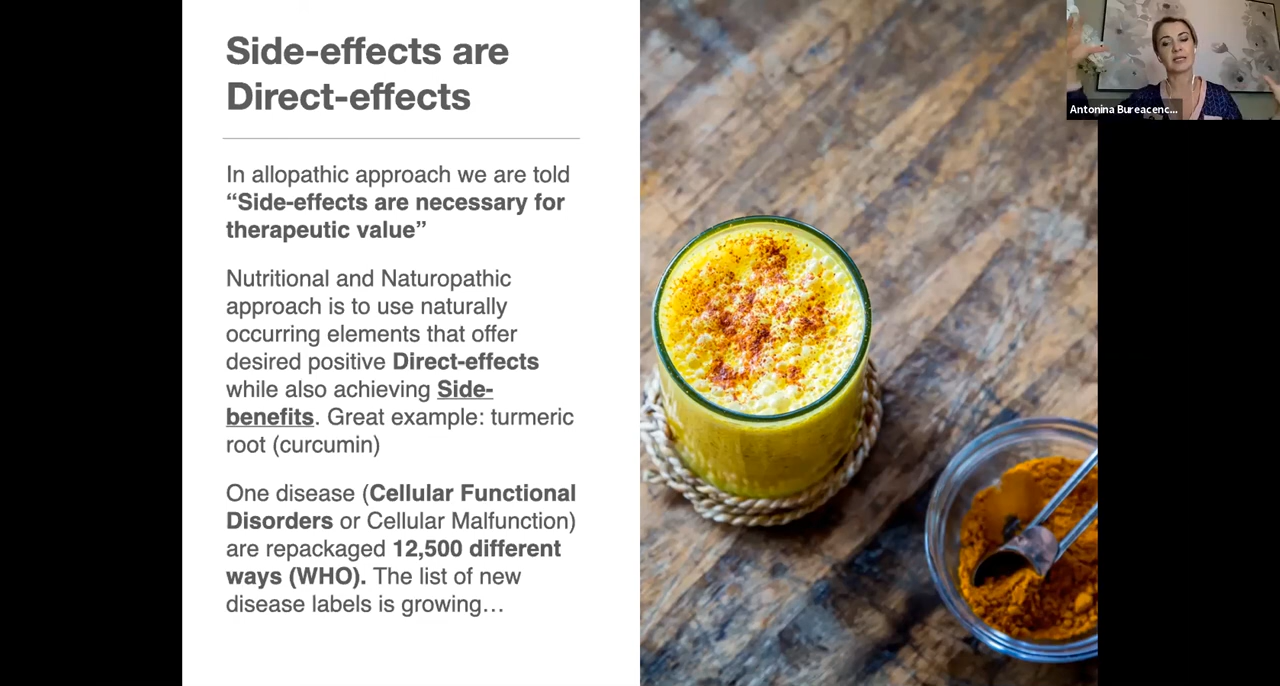 Side-effects are
Direct-effects
In allopathic approach we are told
“Side-effects are necessary for
therapeutic value”
Nutritional and Naturopathic
approach is to use naturally
occurring elements that offer
desired positive Direct-effects
while also achieving Side-
benefits. Great example: turmeric
root (curcumin)
One disease (Cellular Functional
Disorders or Cellular Malfunction)
are repackaged 12,500 different
ways (WHO). The list of new
disease labels is growing…
Antonina Bureacenc...